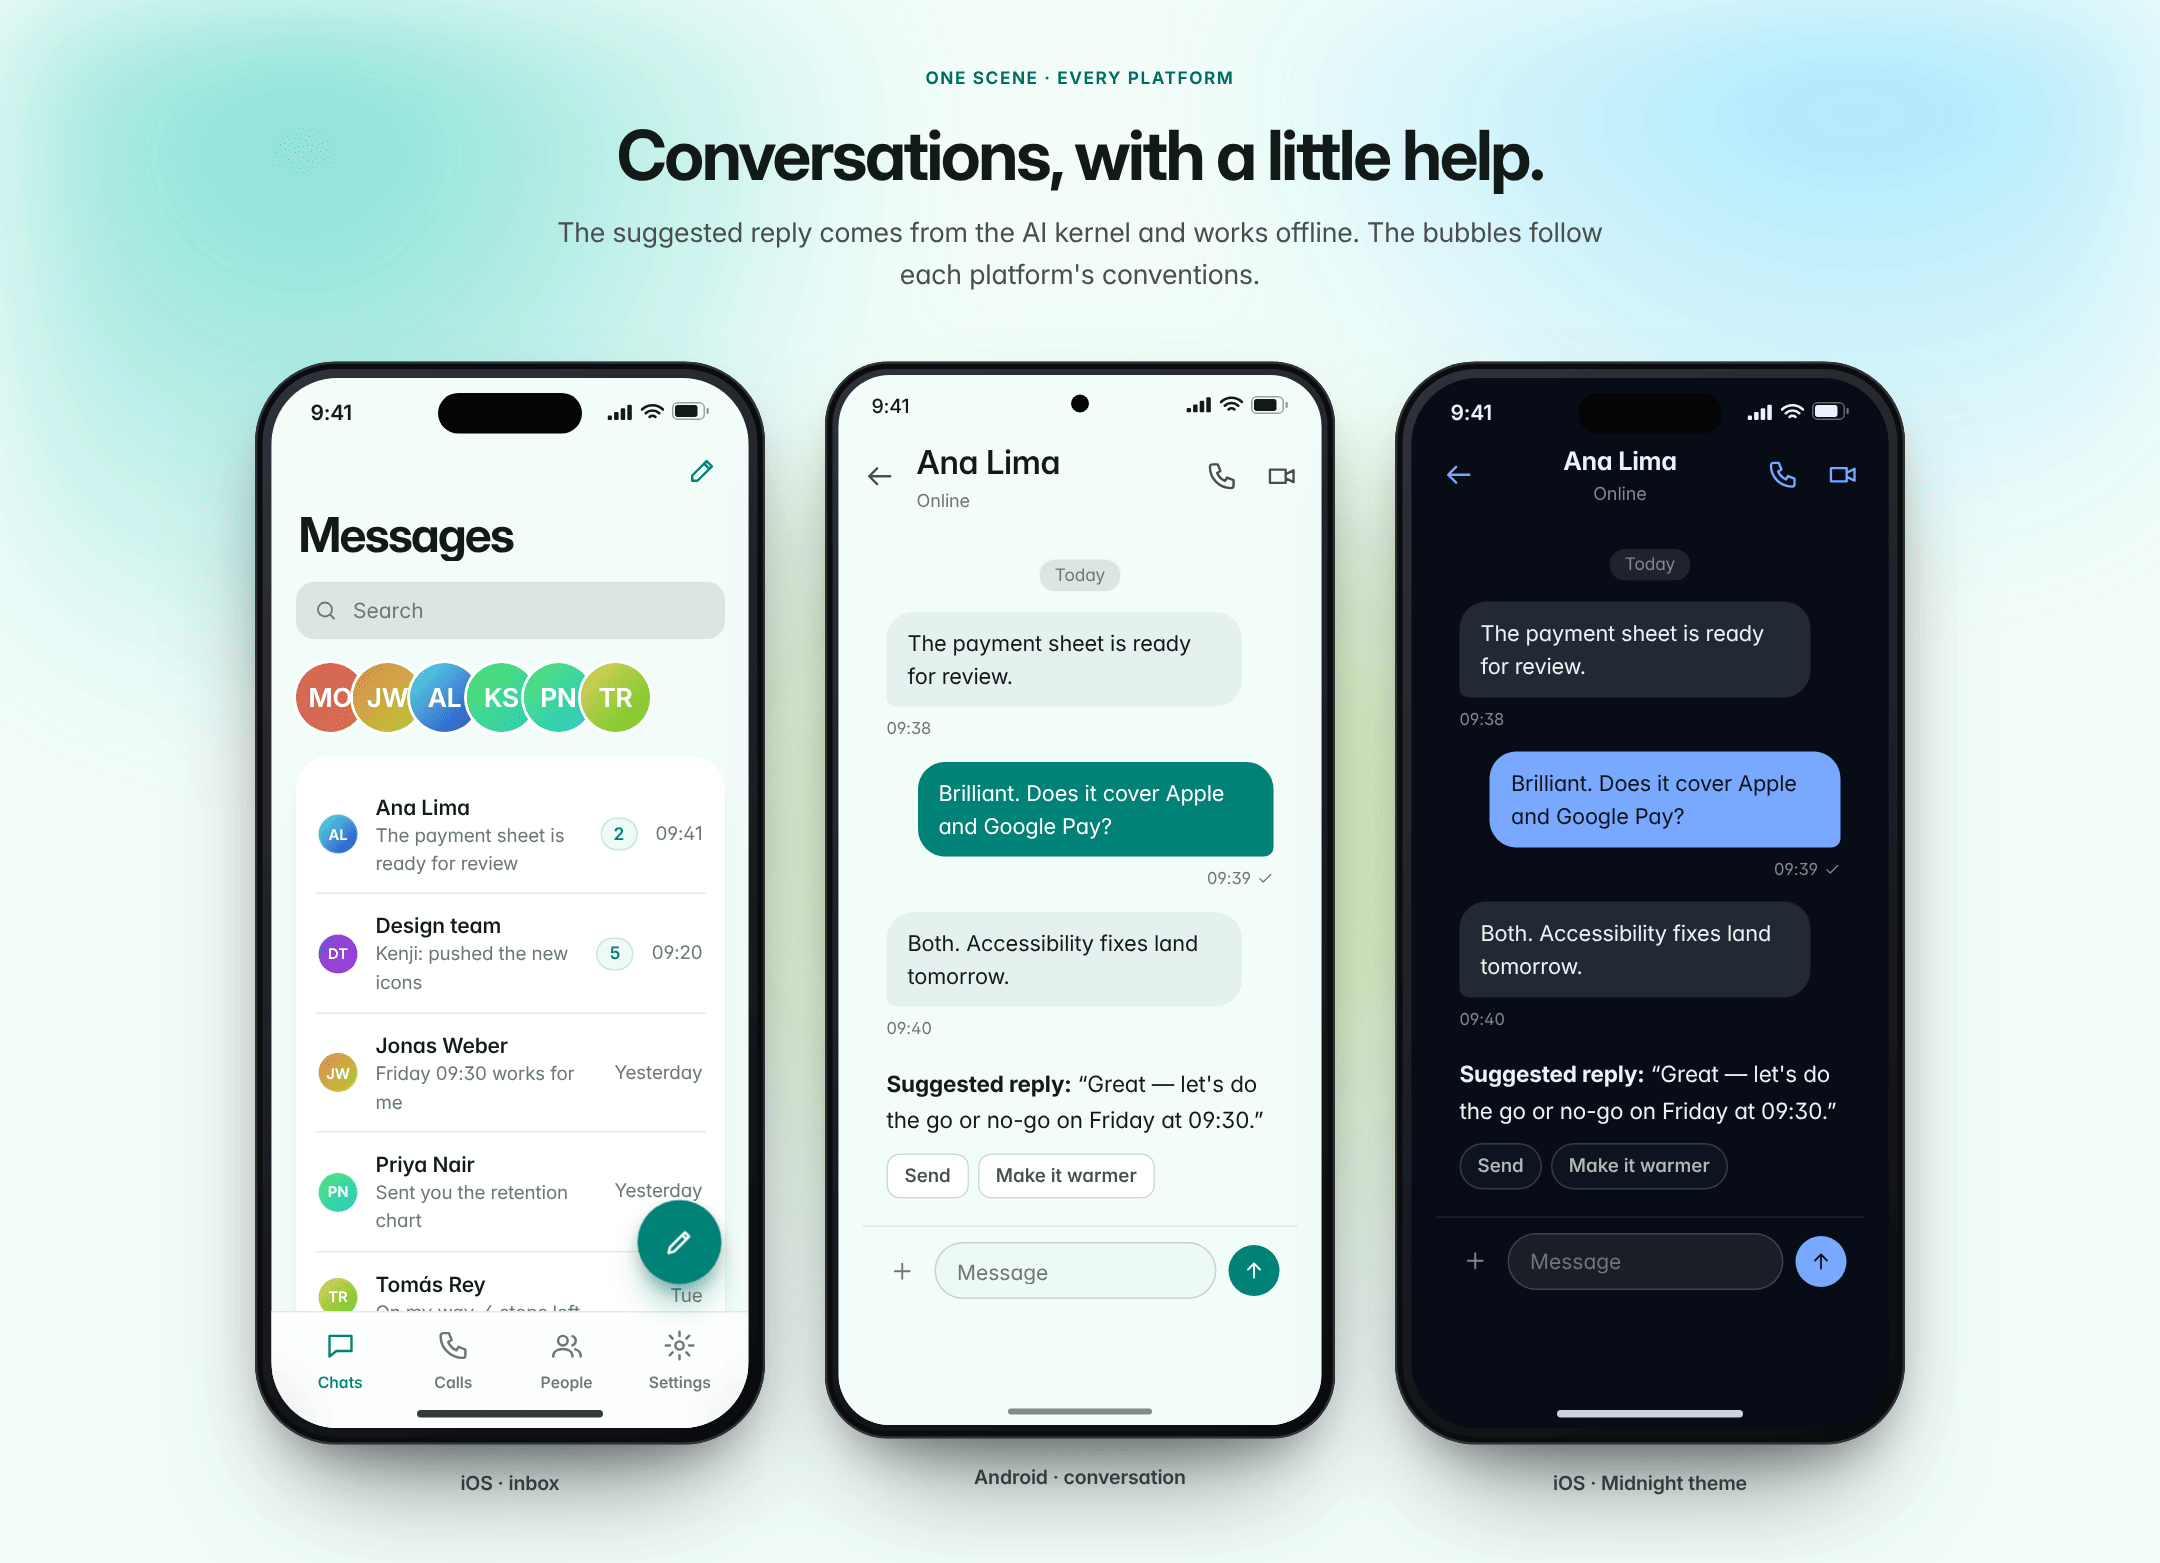 ONE SCENE · EVERY PLATFORM
Conversations, with a little help.
The suggested reply comes from the AI kernel and works offline. The bubbles follow
each platform's conventions.
9:41
Messages
Search
MO JW AL KS PN TR
Ana Lima
AL
The payment sheet is
ready for review
2
09:41
Design team
DT
Kenji: pushed the new
icons
5
09:20
Jonas Weber
JW
Friday 09:30 works for
me
Yesterday
Priya Nair
PN
Sent you the retention
chart
Yesterday
Tomás Rey
TR
On my way, 4 stops left
Tue
Chats
Calls
People
Settings
iOS · inbox
9:41
Ana Lima
Online
Today
The payment sheet is ready
for review.
09:38
Brilliant. Does it cover Apple
and Google Pay?
09:39
Both. Accessibility fixes land
tomorrow.
09:40
Suggested reply: “Great — let's do
the go or no-go on Friday at 09:30.”
Send
Make it warmer
Message
Android · conversation
9:41
Ana Lima
Online
Today
The payment sheet is ready
for review.
09:38
Brilliant. Does it cover Apple
and Google Pay?
09:39
Both. Accessibility fixes land
tomorrow.
09:40
Suggested reply: “Great — let's do
the go or no-go on Friday at 09:30.”
Send
Make it warmer
Message
iOS · Midnight theme